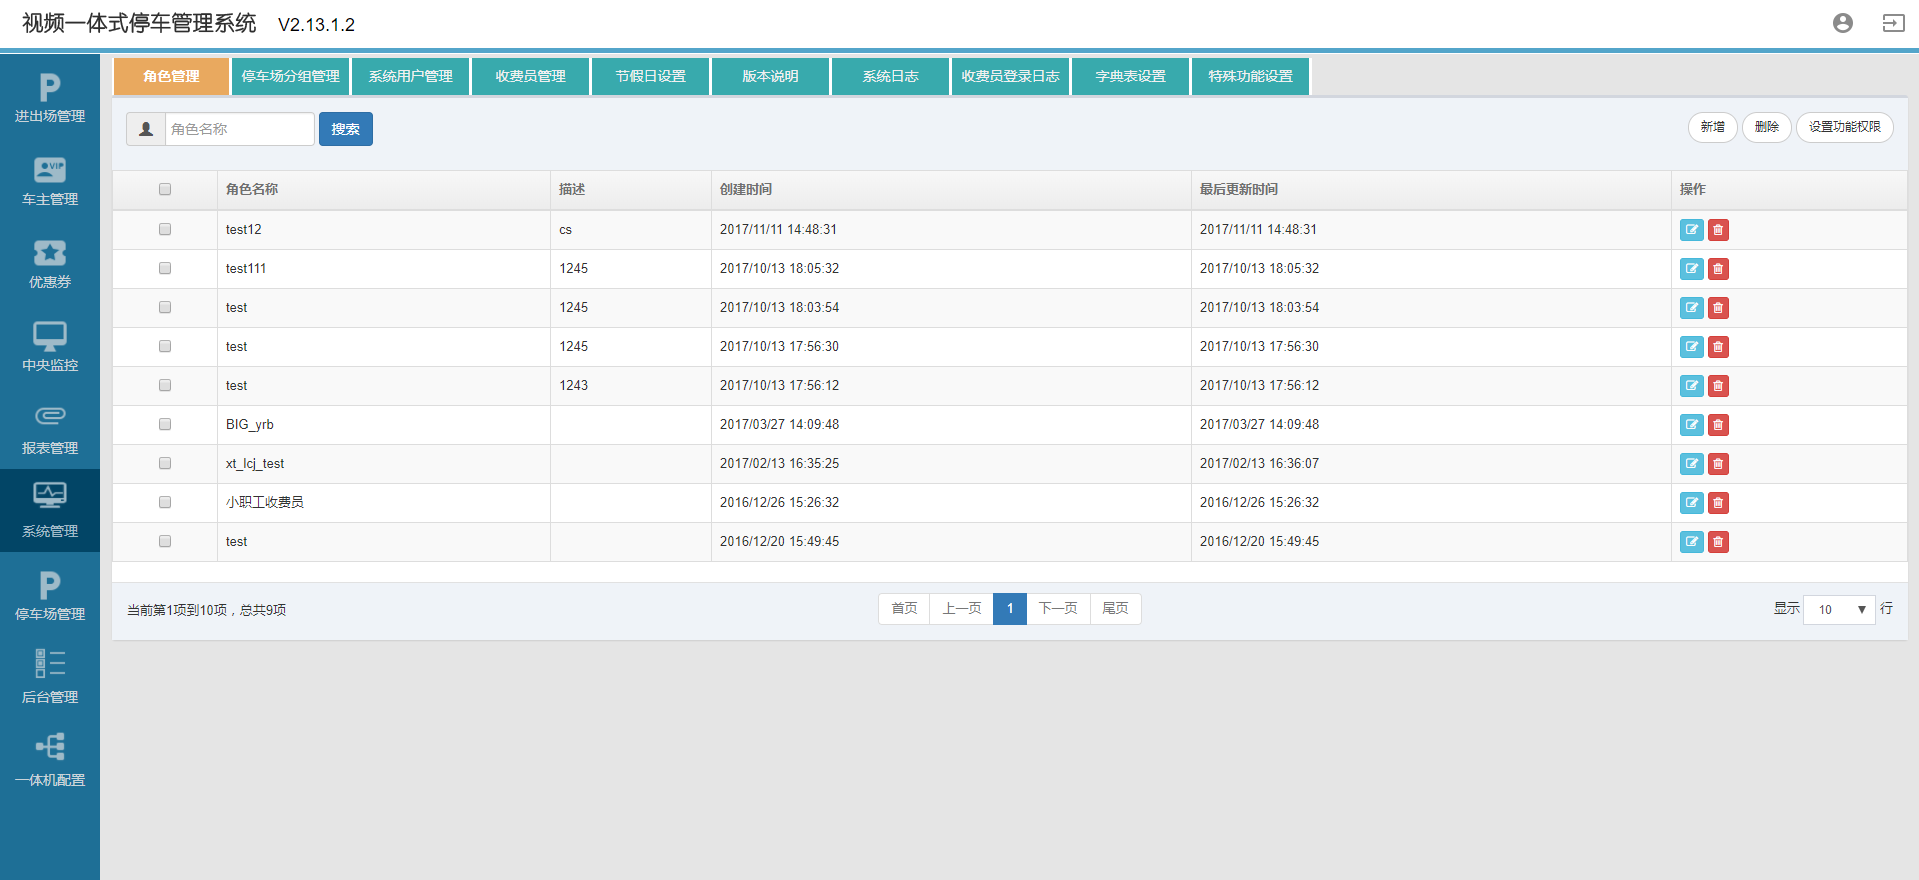 视频一体式停车管理系统 V2.13.1.2
角色管理 停车场分组管理 系统用户管理 收费员管理 节假日设置 版本说明 系统日志 收费员登录日志 字典表设置 特殊功能设置
进出场管理
VIP
车主管理
优惠券
中央监控
报表管理
系统管理
停车场管理
后台管理
一体机配置
角色名称 搜索 新增 删除 设置功能权限
角色名称 描述 创建时间 最后更新时间 操作
test12 cs 2017/11/11 14:48:31 2017/11/11 14:48:31
test111 1245 2017/10/13 18:05:32 2017/10/13 18:05:32
test 1245 2017/10/13 18:03:54 2017/10/13 18:03:54
test 1245 2017/10/13 17:56:30 2017/10/13 17:56:30
test 1243 2017/10/13 17:56:12 2017/10/13 17:56:12
BIG_yrb 2017/03/27 14:09:48 2017/03/27 14:09:48
xt_lcj_test 2017/02/13 16:35:25 2017/02/13 16:36:07
小职工收费员 2016/12/26 15:26:32 2016/12/26 15:26:32
test 2016/12/20 15:49:45 2016/12/20 15:49:45
当前第1项到10项，总共9项 首页 上一页 1 下一页 尾页 显示 10 行